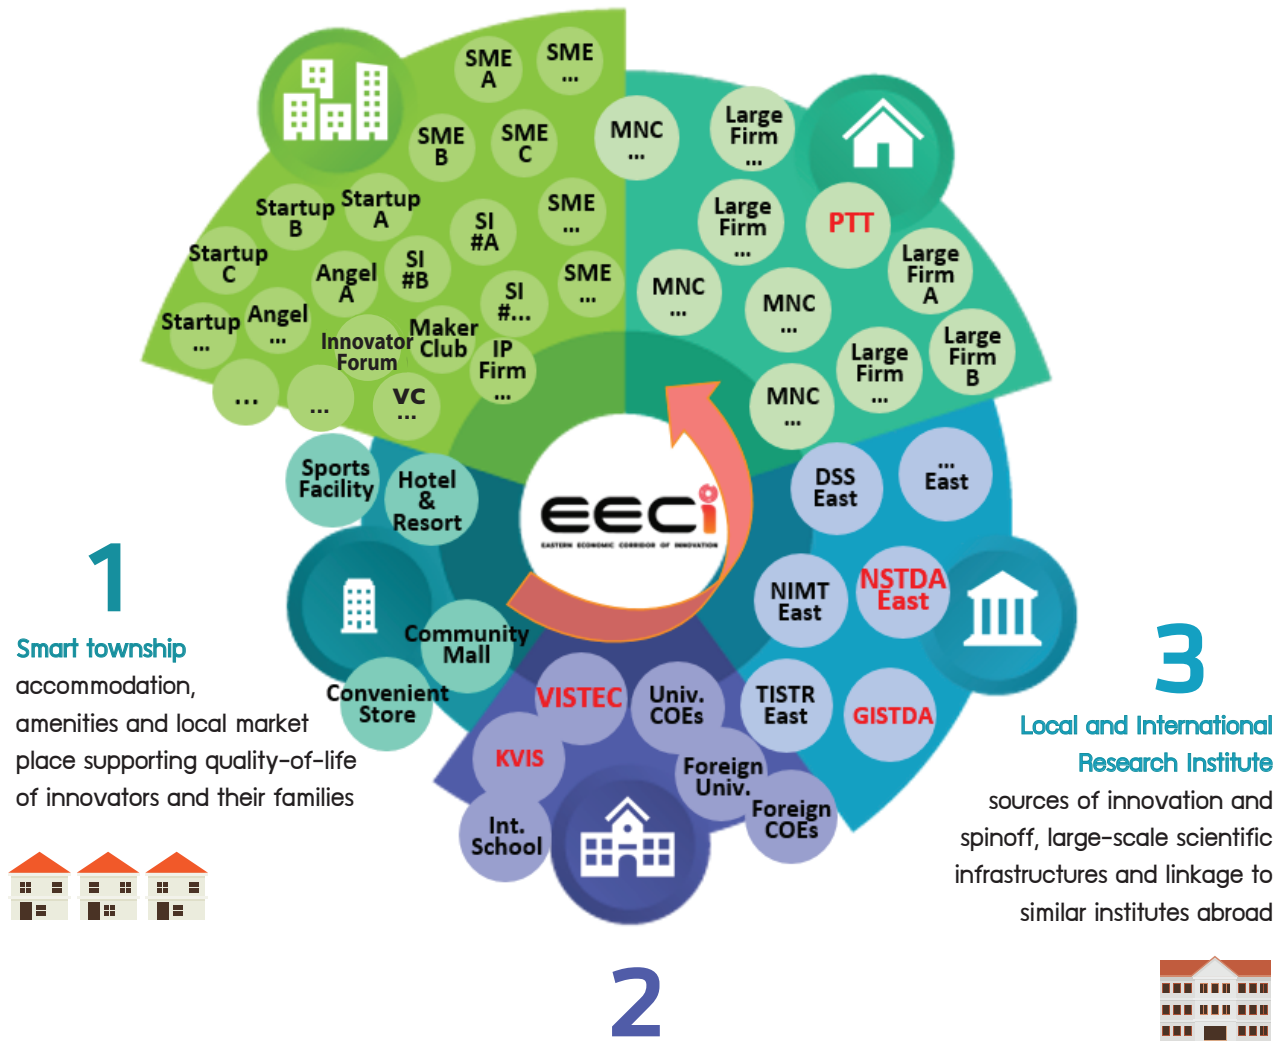 SME
A
SME
...
SME
B
SME
C
MNC
...
Large
Firm
...
Startup
B
Startup
A
SI
#A
SME
...
Large
Firm
...
PTT
Startup
C
Angel
A
SI
#B
SI
#...
SME
...
MNC
...
MNC
...
Large
Firm
A
Startup
...
Angel
...
Innovator
Forum
Maker
Club
IP
Firm
...
Large
Firm
...
Large
Firm
B
...
...
VC
...
MNC
...
Sports
Facility
Hotel
&
Resort
EECi
EASTERN ECONOMIC CORRIDOR OF INNOVATION
DSS
East
...
East
NIMT
East
NSTDA
East
Community
Mall
Convenient
Store
VISTEC
Univ.
COEs
TISTR
East
GISTDA
KVIS
Foreign
Univ.
Int.
School
Foreign
COEs
1
Smart township
accommodation,
amenities and local market
place supporting quality-of-life
of innovators and their families
2
3
Local and International
Research Institute
sources of innovation and
spinoff, large-scale scientific
infrastructures and linkage to
similar institutes abroad